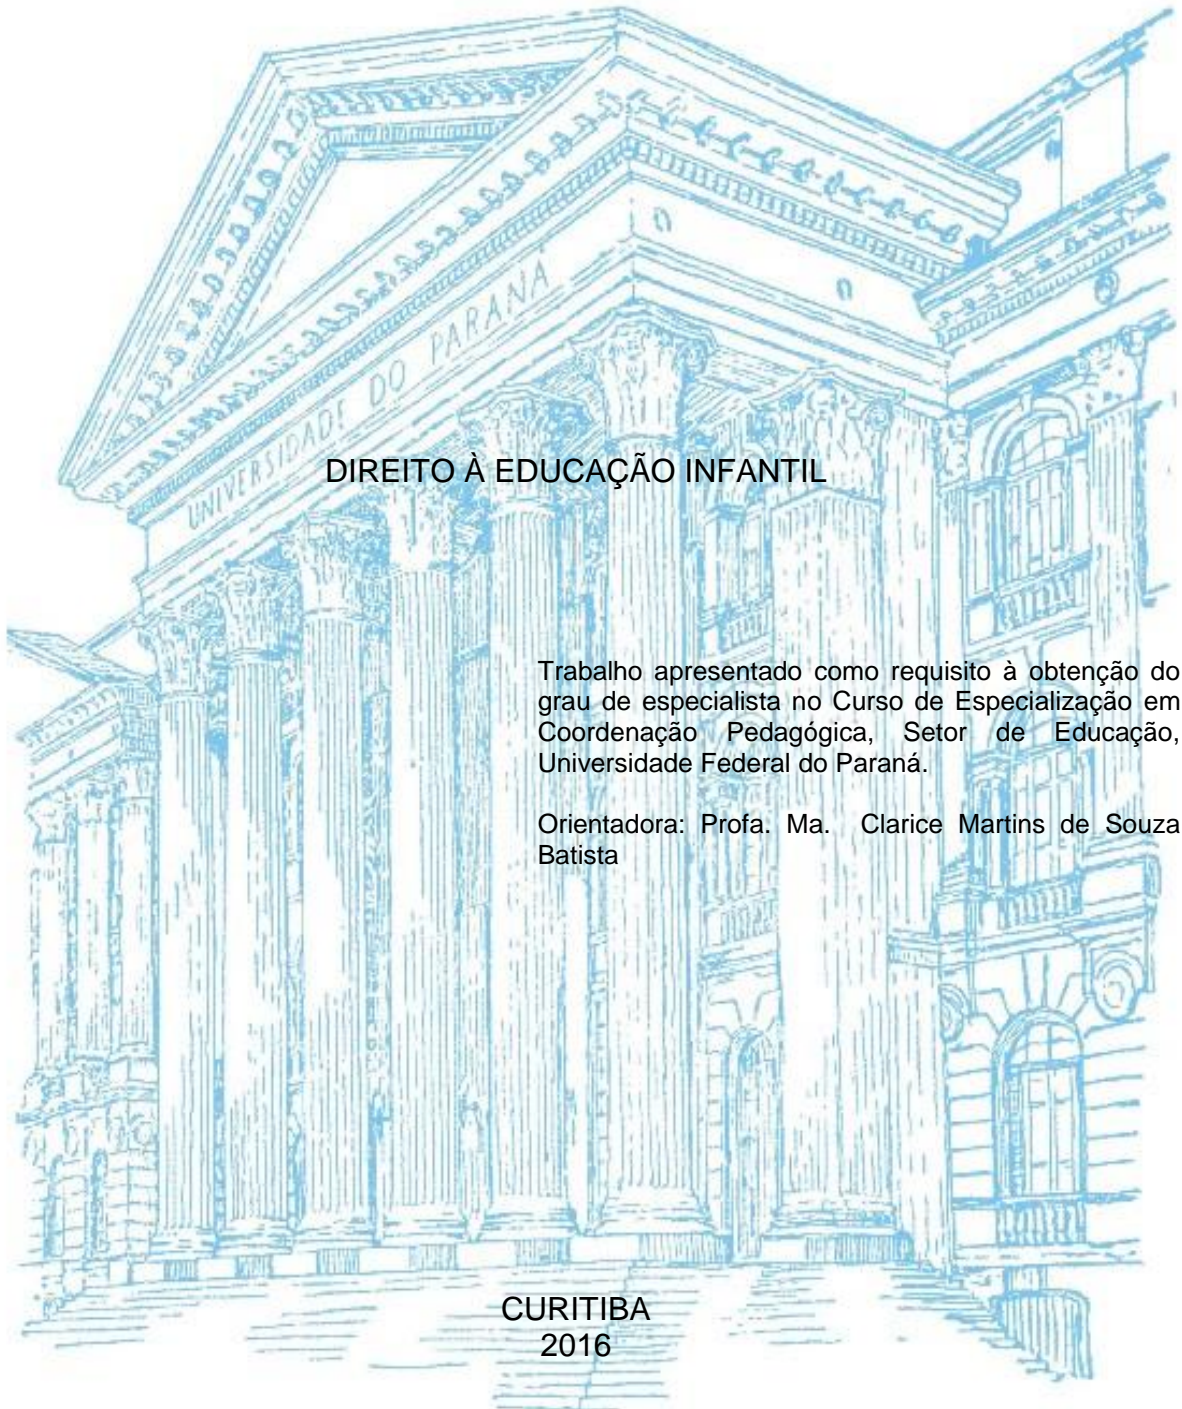 UNIVERSIDADE DO PARANÁ
DIREITO À EDUCAÇÃO INFANTIL
Trabalho apresentado como requisito à obtenção do
grau de especialista no Curso de Especialização em
Coordenação Pedagógica, Setor de Educação,
Universidade Federal do Paraná.
Orientadora: Profa. Ma. Clarice Martins de Souza
Batista
CURITIBA
2016